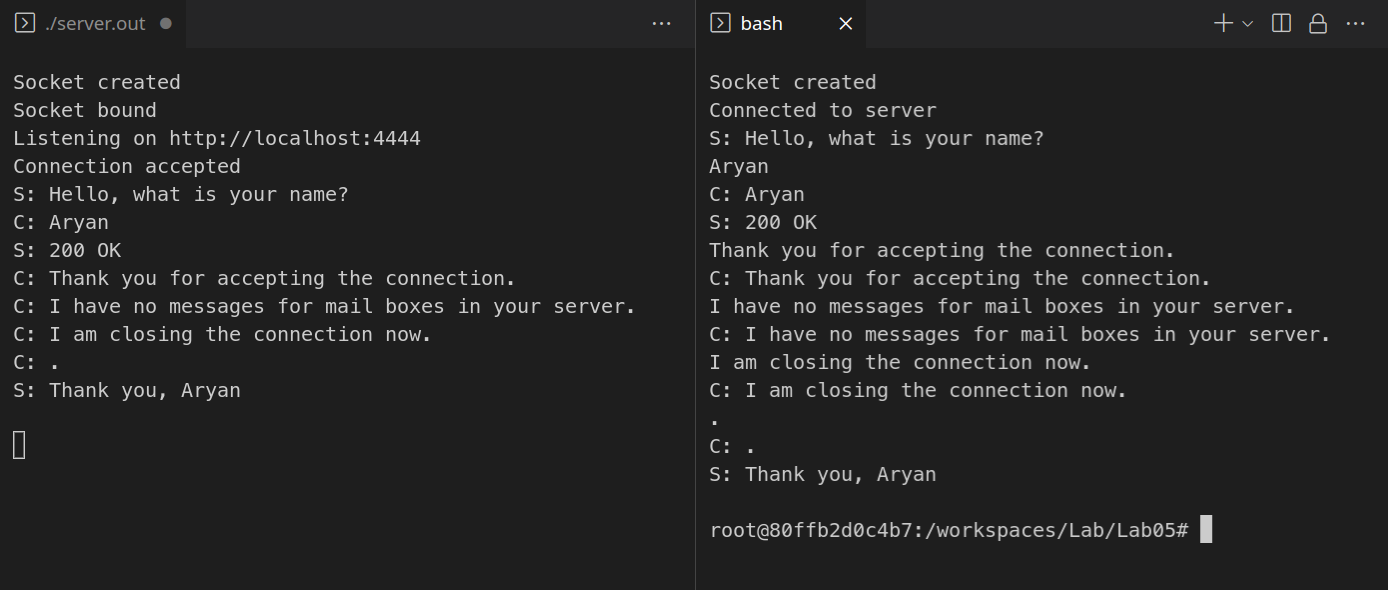 ./server.out
Socket created
Socket bound
Listening on http://localhost:4444
Connection accepted
S: Hello, what is your name?
C: Aryan
S: 200 OK
C: Thank you for accepting the connection.
C: I have no messages for mail boxes in your server.
C: I am closing the connection now.
C: .
S: Thank you, Aryan
bash
Socket created
Connected to server
S: Hello, what is your name?
Aryan
C: Aryan
S: 200 OK
Thank you for accepting the connection.
C: Thank you for accepting the connection.
I have no messages for mail boxes in your server.
C: I have no messages for mail boxes in your server.
I am closing the connection now.
C: I am closing the connection now.
.
C: .
S: Thank you, Aryan
root@80ffb2d0c4b7:/workspaces/Lab/Lab05#